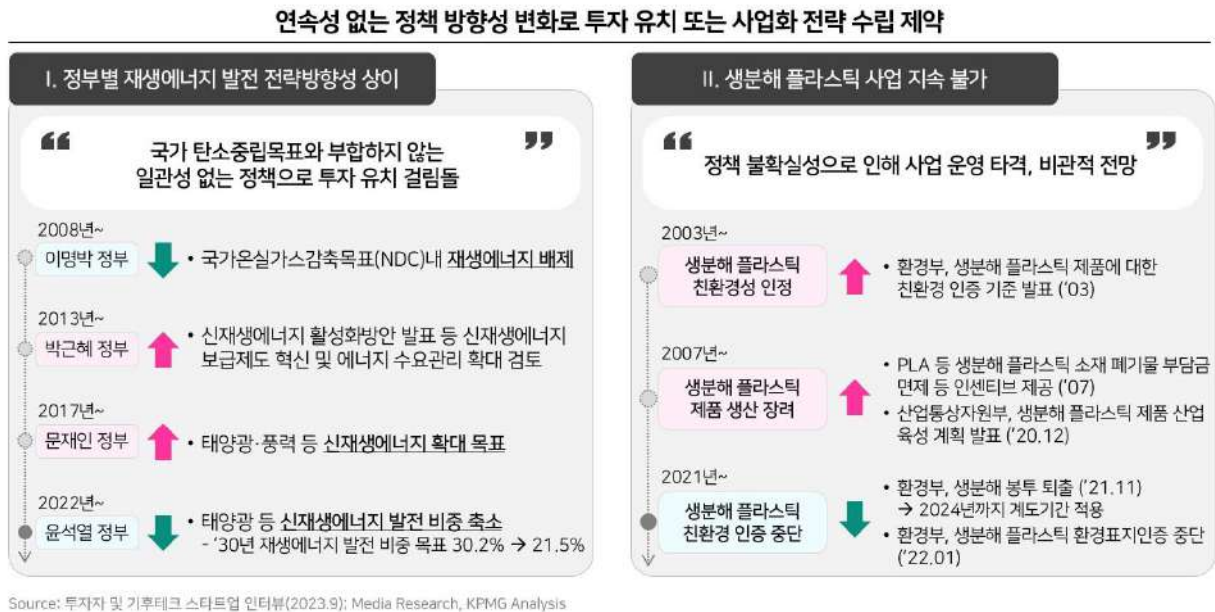 연속성 없는 정책 방향성 변화로 투자 유치 또는 사업화 전략 수립 제약
I. 정부별 재생에너지 발전 전략방향성 상이
“ ”
국가 탄소중립목표와 부합하지 않는
일관성 없는 정책으로 투자 유치 걸림돌
2008년~
이명박 정부
• 국가온실가스감축목표(NDC)내 재생에너지 배제
2013년~
박근혜 정부
• 신재생에너지 활성화방안 발표 등 신재생에너지
보급제도 혁신 및 에너지 수요관리 확대 검토
2017년~
문재인 정부
• 태양광·풍력 등 신재생에너지 확대 목표
2022년~
윤석열 정부
• 태양광 등 신재생에너지 발전 비중 축소
- ‘30년 재생에너지 발전 비중 목표 30.2% → 21.5%
II. 생분해 플라스틱 사업 지속 불가
“ ”
정책 불확실성으로 인해 사업 운영 타격, 비관적 전망
2003년~
생분해 플라스틱
친환경성 인정
• 환경부, 생분해 플라스틱 제품에 대한
친환경 인증 기준 발표 (‘03)
2007년~
생분해 플라스틱
제품 생산 장려
• PLA 등 생분해 플라스틱 소재 폐기물 부담금
면제 등 인센티브 제공 (‘07)
• 산업통상자원부, 생분해 플라스틱 제품 산업
육성 계획 발표 (‘20.12)
2021년~
생분해 플라스틱
친환경 인증 중단
• 환경부, 생분해 봉투 퇴출 (‘21.11)
→ 2024년까지 계도기간 적용
• 환경부, 생분해 플라스틱 환경표지인증 중단
(‘22.01)
Source: 투자자 및 기후테크 스타트업 인터뷰(2023.9); Media Research, KPMG Analysis